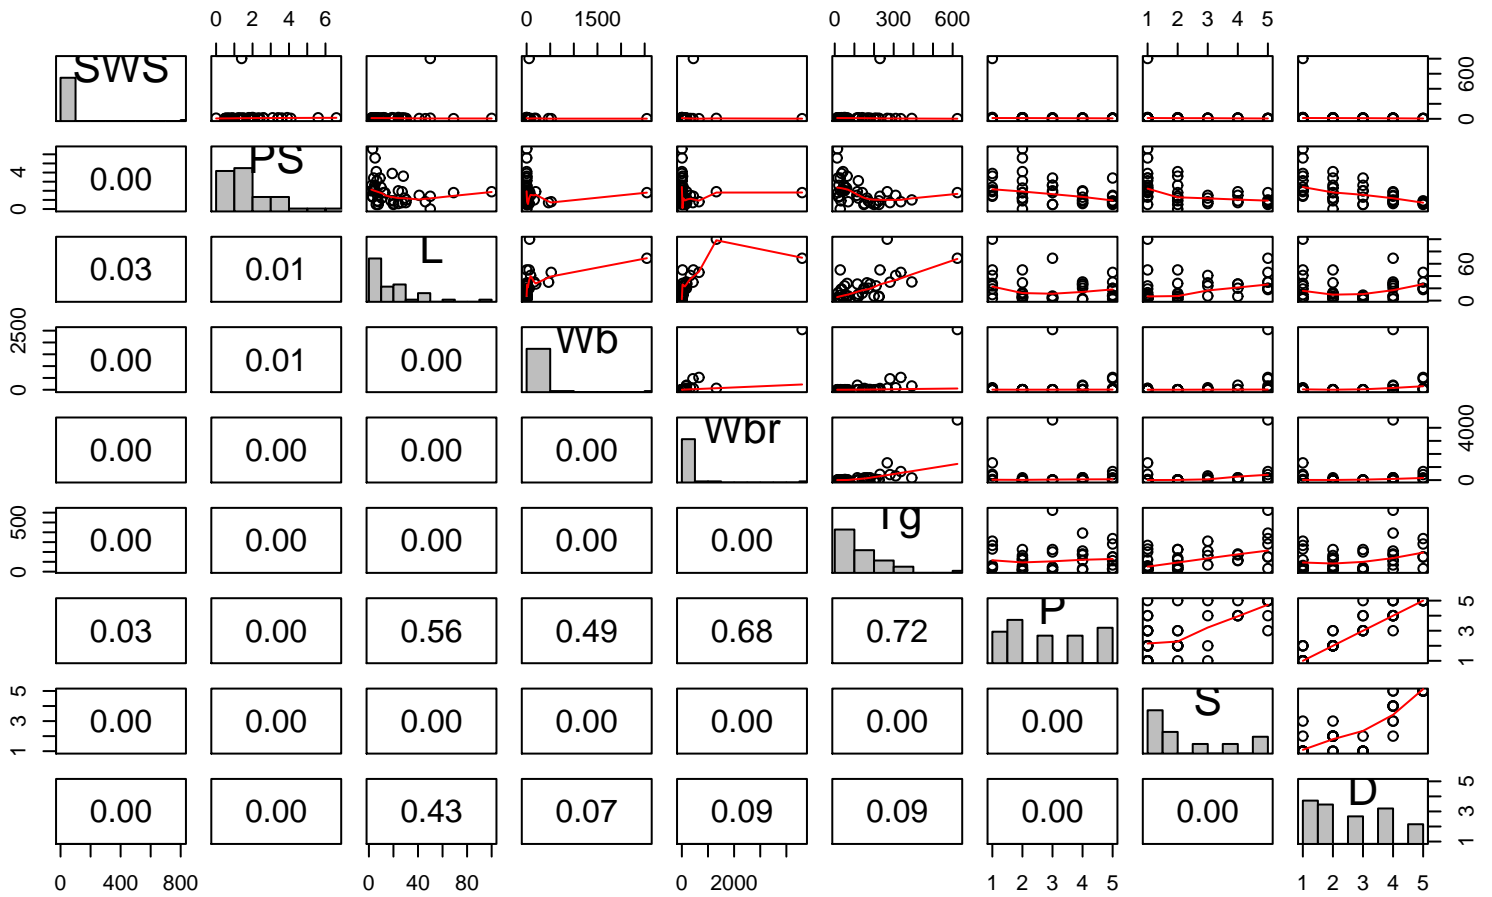 0 2 4 6 0 1500 0 300 600 1 2 3 4 5
SWS 0 600
0 4 0.00 PS
0.03 0.01 L 0 60
0 2500 0.00 0.01 0.00 Wb
0.00 0.00 0.00 0.00 Wbr 0 4000
0 500 0.00 0.00 0.00 0.00 0.00 Tg
0.03 0.00 0.56 0.49 0.68 0.72 P 1 3 5
1 3 5 0.00 0.00 0.00 0.00 0.00 0.00 0.00 S
0.00 0.00 0.43 0.07 0.09 0.09 0.00 0.00 D 1 3 5
0 400 800 0 40 80 0 2000 1 2 3 4 5 1 2 3 4 5